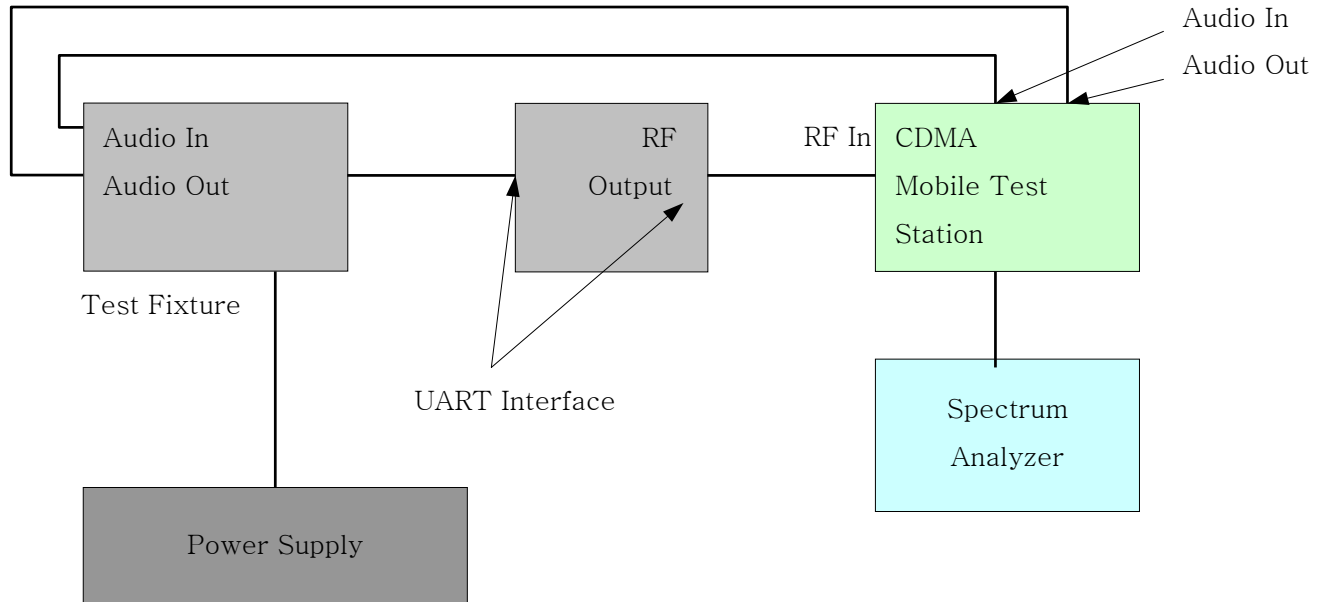 Audio In
Audio Out
Audio In
Audio Out
RF
Output
RF In
CDMA
Mobile Test
Station
Test Fixture
UART Interface
Spectrum
Analyzer
Power Supply